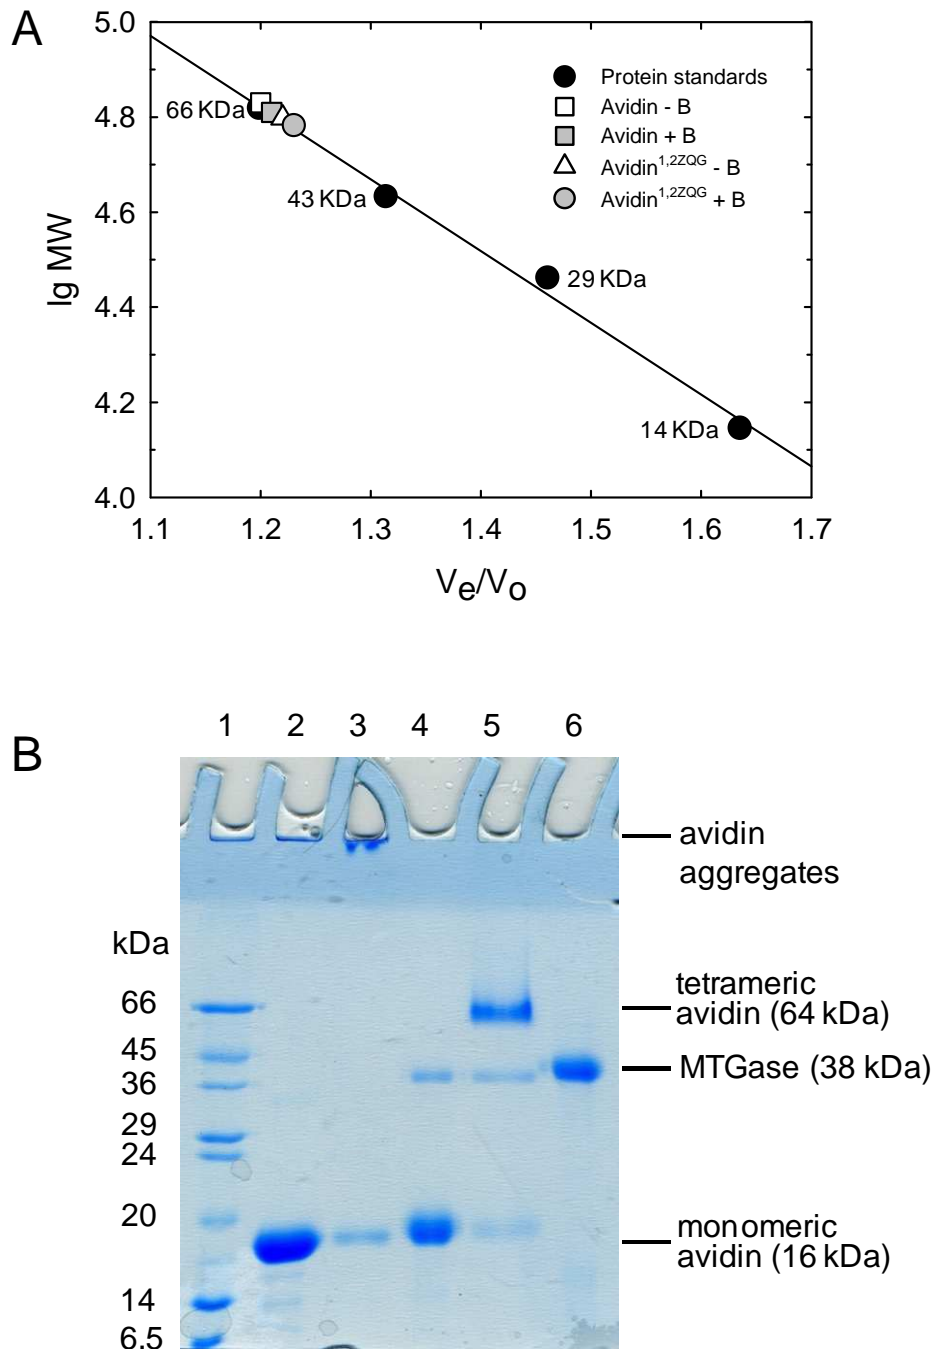 A
5.0
4.8
4.6
4.4
4.2
4.0
lg MW
66 KDa
43 KDa
29 KDa
14 KDa
Protein standards
Avidin - B
Avidin + B
Avidin1,2ZQG - B
Avidin1,2ZQG + B
1.1 1.2 1.3 1.4 1.5 1.6 1.7
Ve/Vo
B
1 2 3 4 5 6
avidin
aggregates
kDa
66
45
36
29
24
20
14
6.5
tetrameric
avidin (64 kDa)
MTGase (38 kDa)
monomeric
avidin (16 kDa)